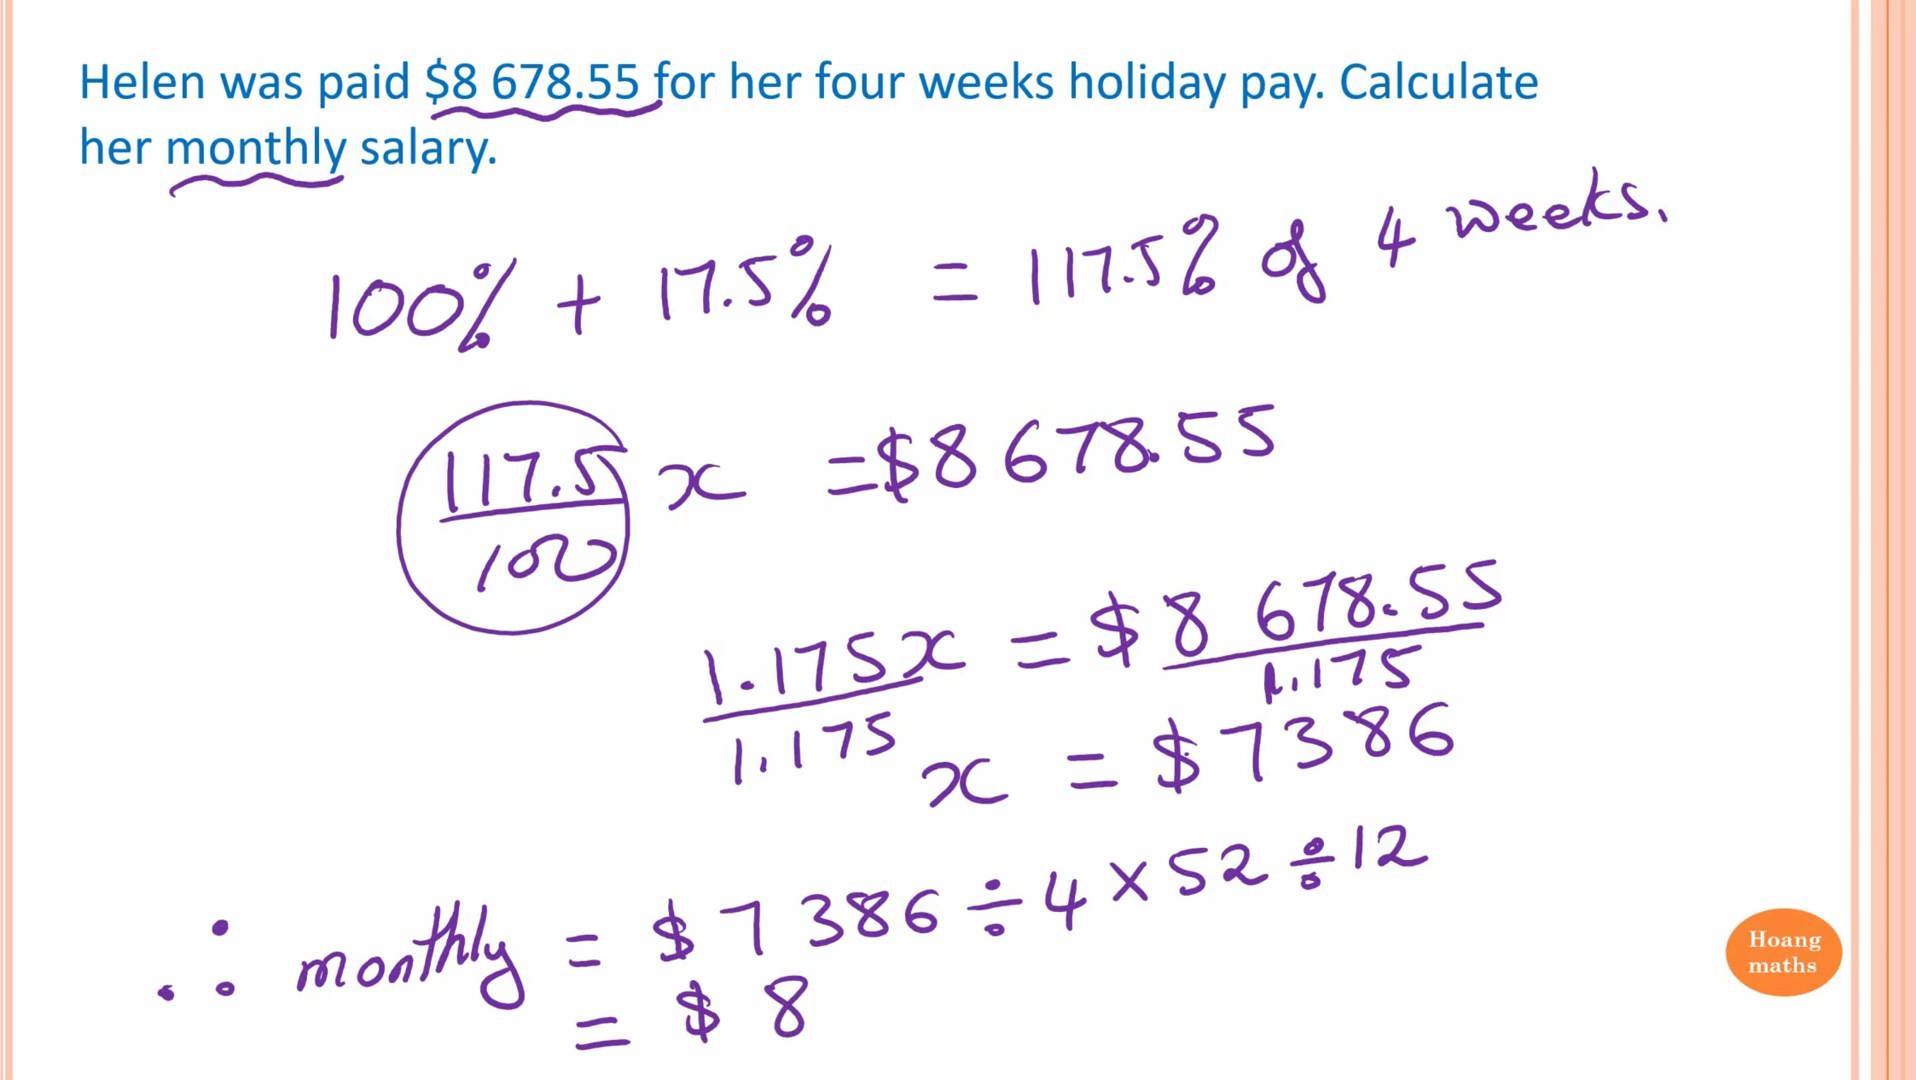 Helen was paid $8 678.55 for her four weeks holiday pay. Calculate
her monthly salary.
100% + 17.5% = 117.5% of 4 weeks.
117.5/100 x = $8 678.55
1.175x/1.175 = $8 678.55/1.175
x = $7386
∴ monthly = $7 386 ÷ 4 × 52 ÷ 12
= $8
Hoang
maths